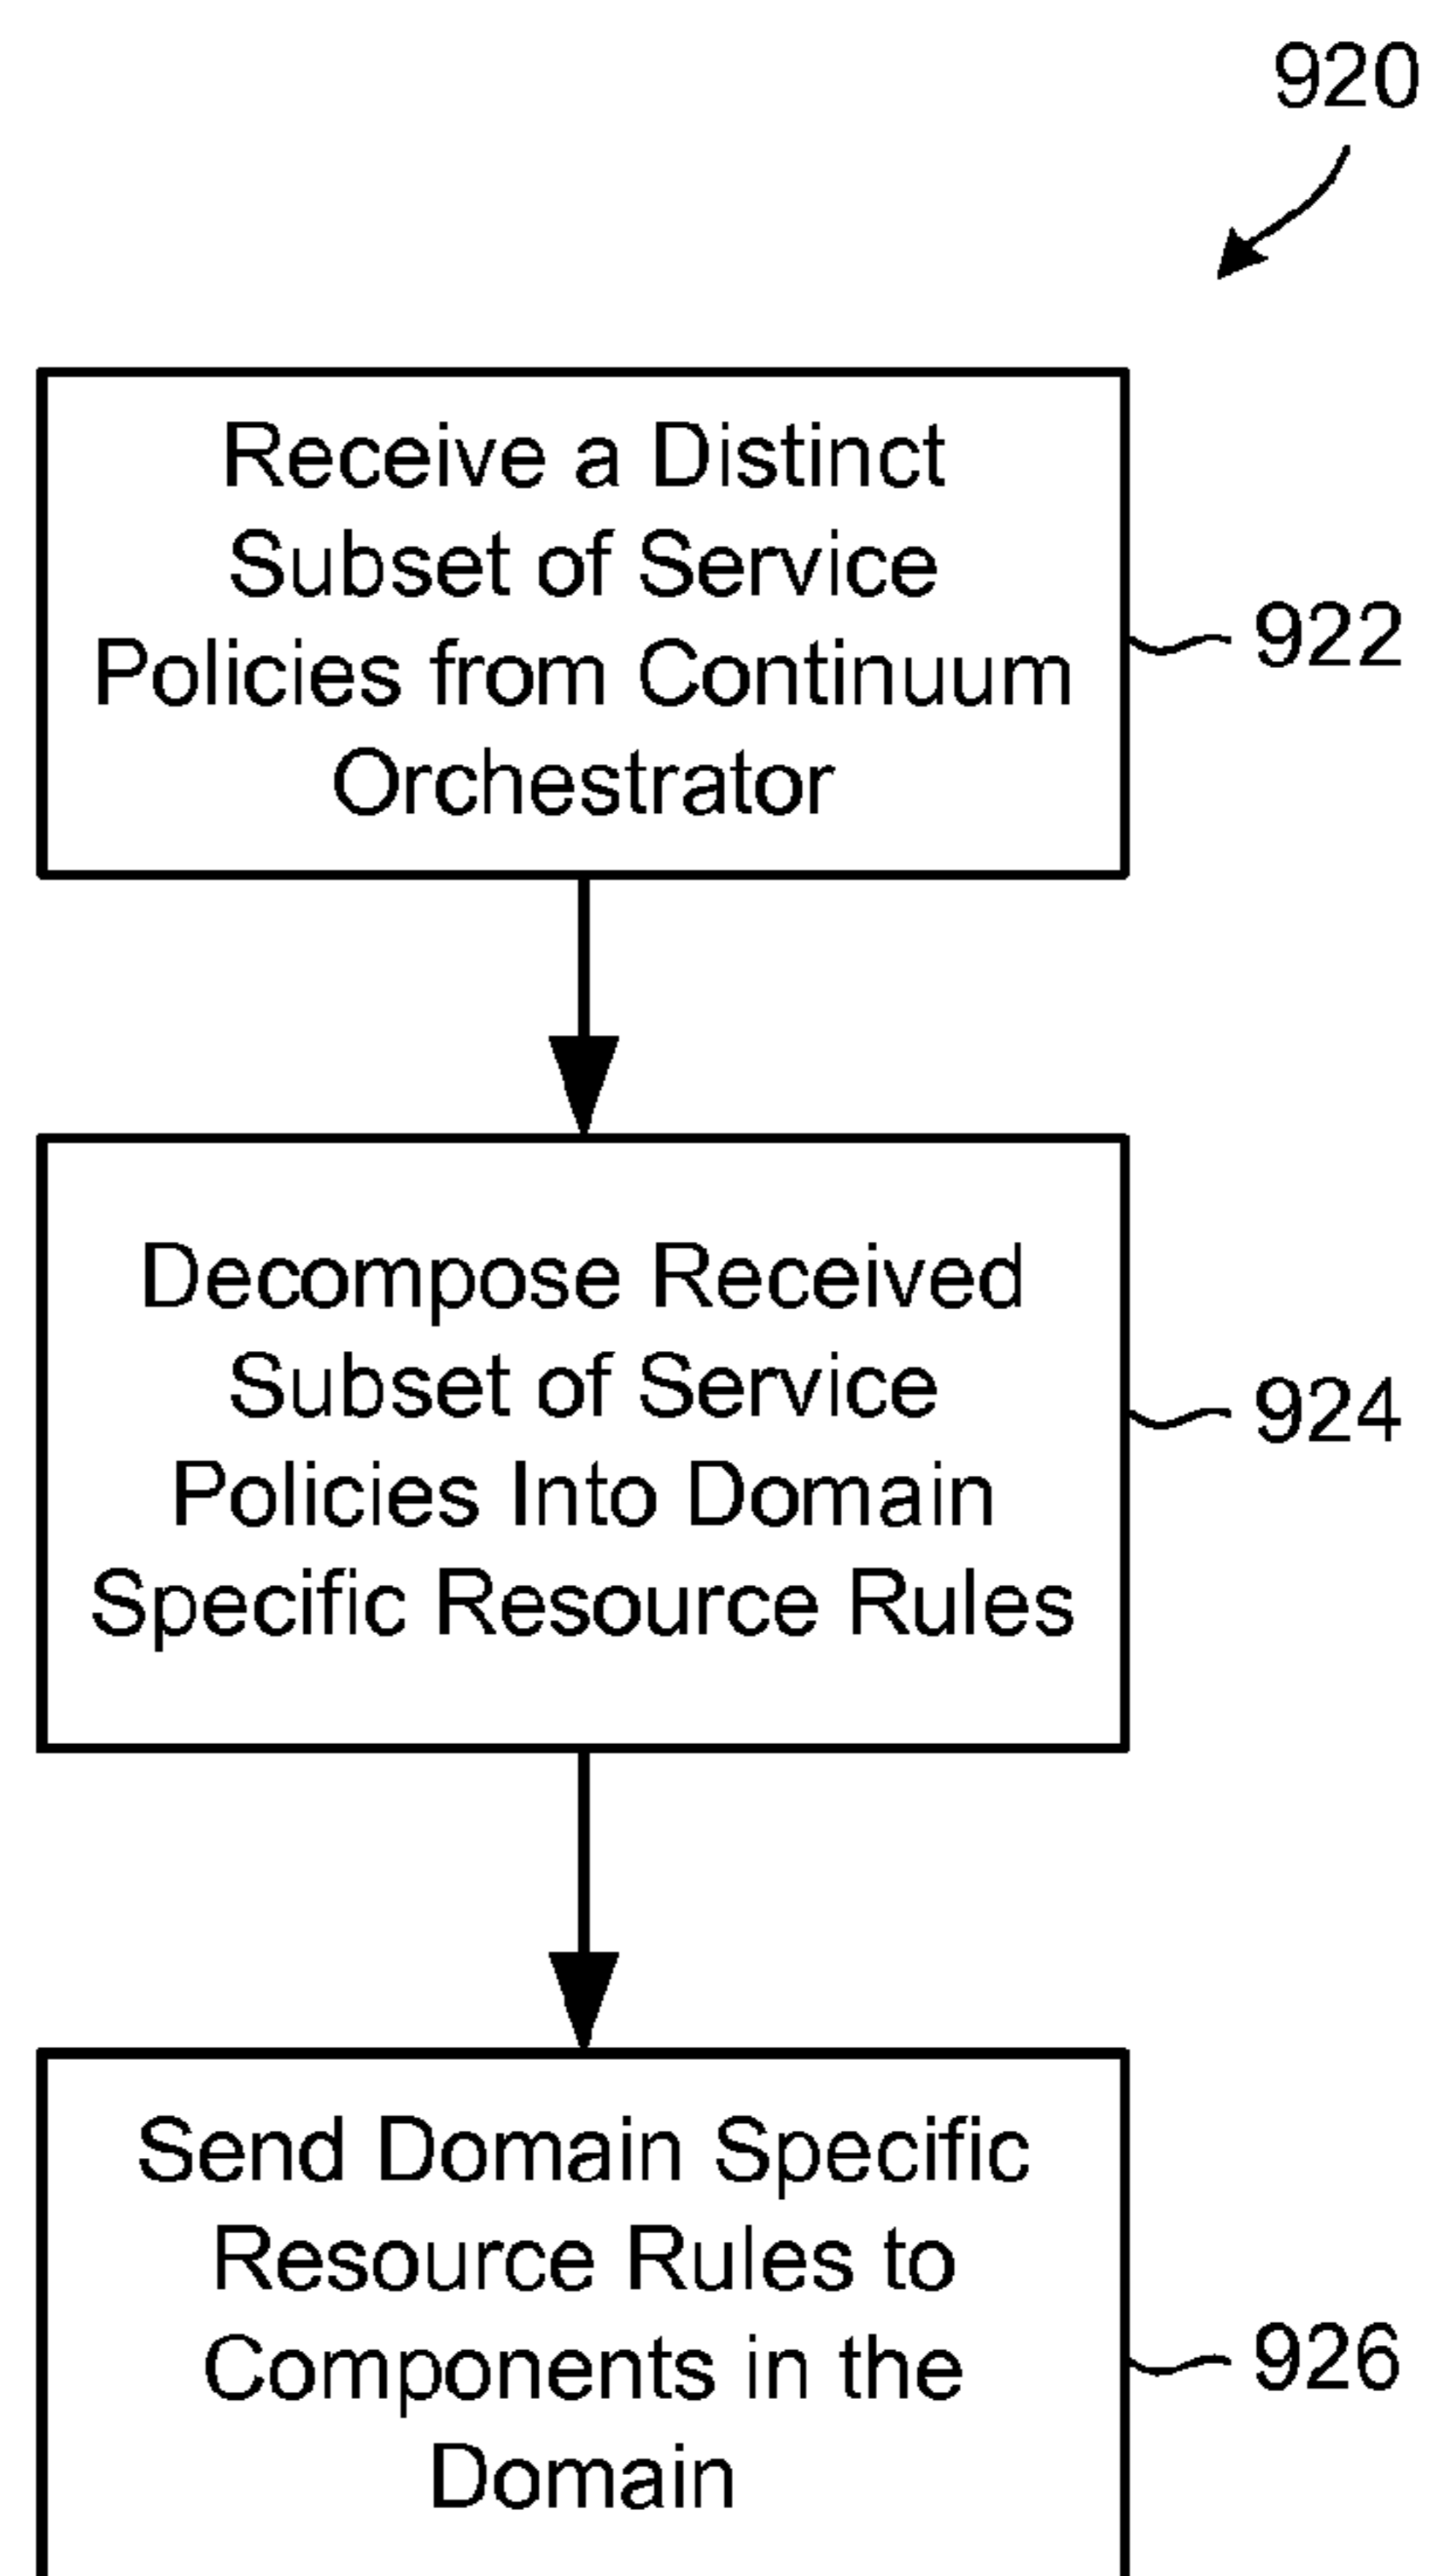 920
Receive a Distinct
Subset of Service
Policies from Continuum
Orchestrator
922
Decompose Received
Subset of Service
Policies Into Domain
Specific Resource Rules
924
Send Domain Specific
Resource Rules to
Components in the
Domain
926